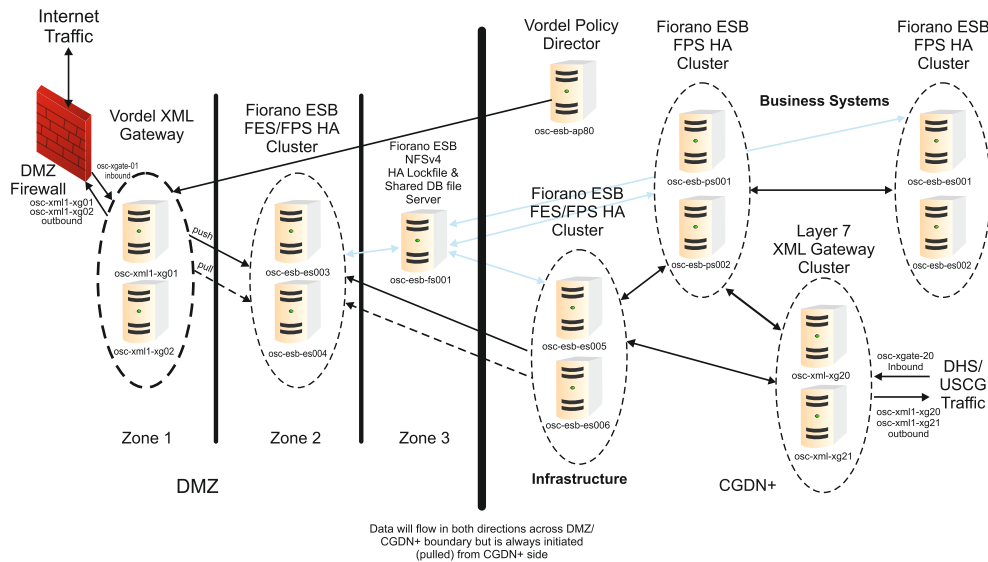 Internet
Traffic
Vordel XML
Gateway
Fiorano ESB
FES/FPS HA
Cluster
Fiorano ESB
NFSv4
HA Lockfile &
Shared DB file
Server
Vordel Policy
Director
osc-esb-ap80
Fiorano ESB
FPS HA
Cluster
Fiorano ESB
FPS HA
Cluster
Business Systems
DMZ
Firewall
osc-xml1-xg01
osc-xml1-xg02
outbound
osc-xgate-01
inbound
osc-xml1-xg01
osc-xml1-xg02
push
pull
osc-esb-es003
osc-esb-es004
osc-esb-fs001
Fiorano ESB
FES/FPS HA
Cluster
osc-esb-es005
osc-esb-es006
osc-esb-ps001
osc-esb-ps002
osc-esb-es001
osc-esb-es002
Layer 7
XML Gateway
Cluster
osc-xml-xg20
osc-xml-xg21
osc-xgate-20
Inbound
DHS/
USCG
Traffic
osc-xml1-xg20
osc-xml1-xg21
outbound
Zone 1
Zone 2
Zone 3
Infrastructure
DMZ
CGDN+
Data will flow in both directions across DMZ/
CGDN+ boundary but is always initiated
(pulled) from CGDN+ side